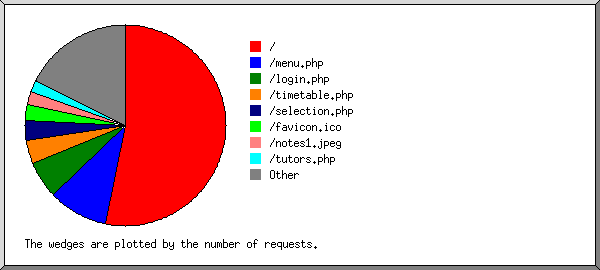 /
/menu.php
/login.php
/timetable.php
/selection.php
/favicon.ico
/notes1.jpeg
/tutors.php
Other
The wedges are plotted by the number of requests.